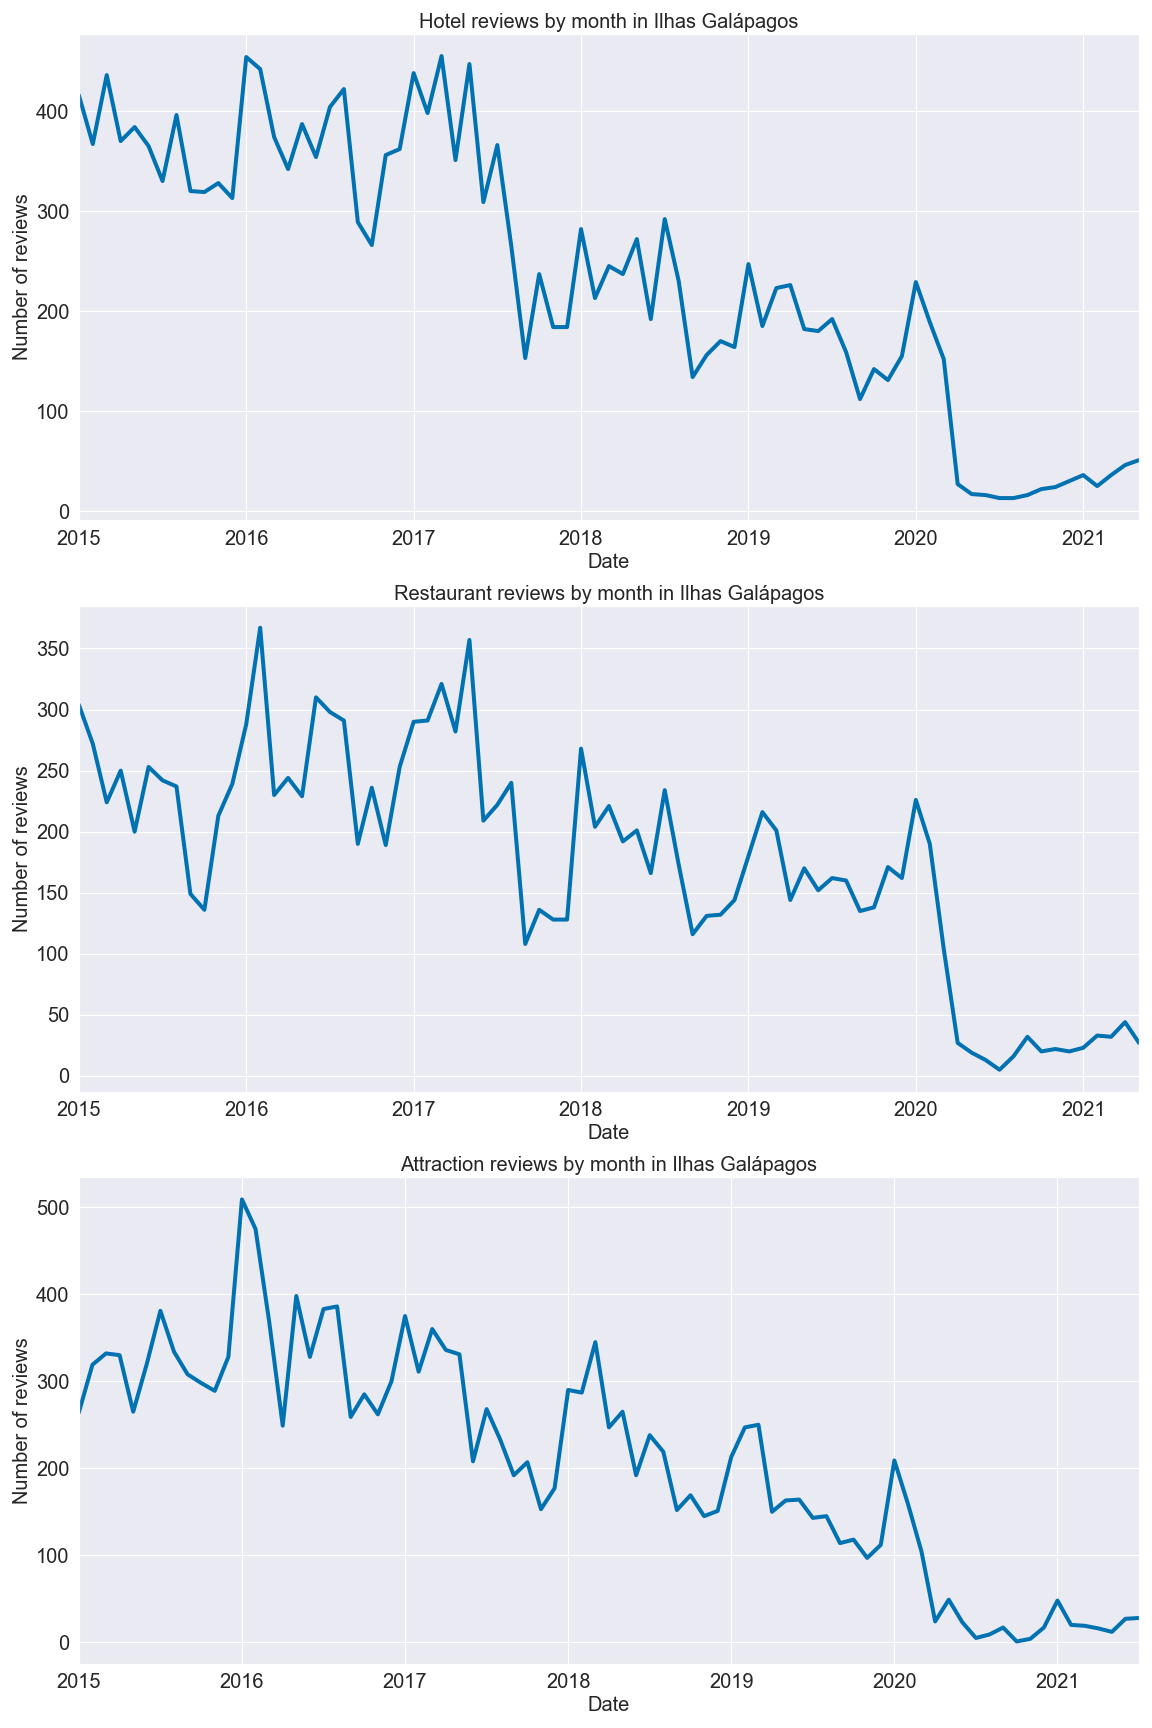 Hotel reviews by month in Ilhas Galápagos
Number of reviews
400
300
200
100
0
2015 2016 2017 2018 2019 2020 2021
Date
Restaurant reviews by month in Ilhas Galápagos
Number of reviews
350
300
250
200
150
100
50
0
2015 2016 2017 2018 2019 2020 2021
Date
Attraction reviews by month in Ilhas Galápagos
Number of reviews
500
400
300
200
100
0
2015 2016 2017 2018 2019 2020 2021
Date